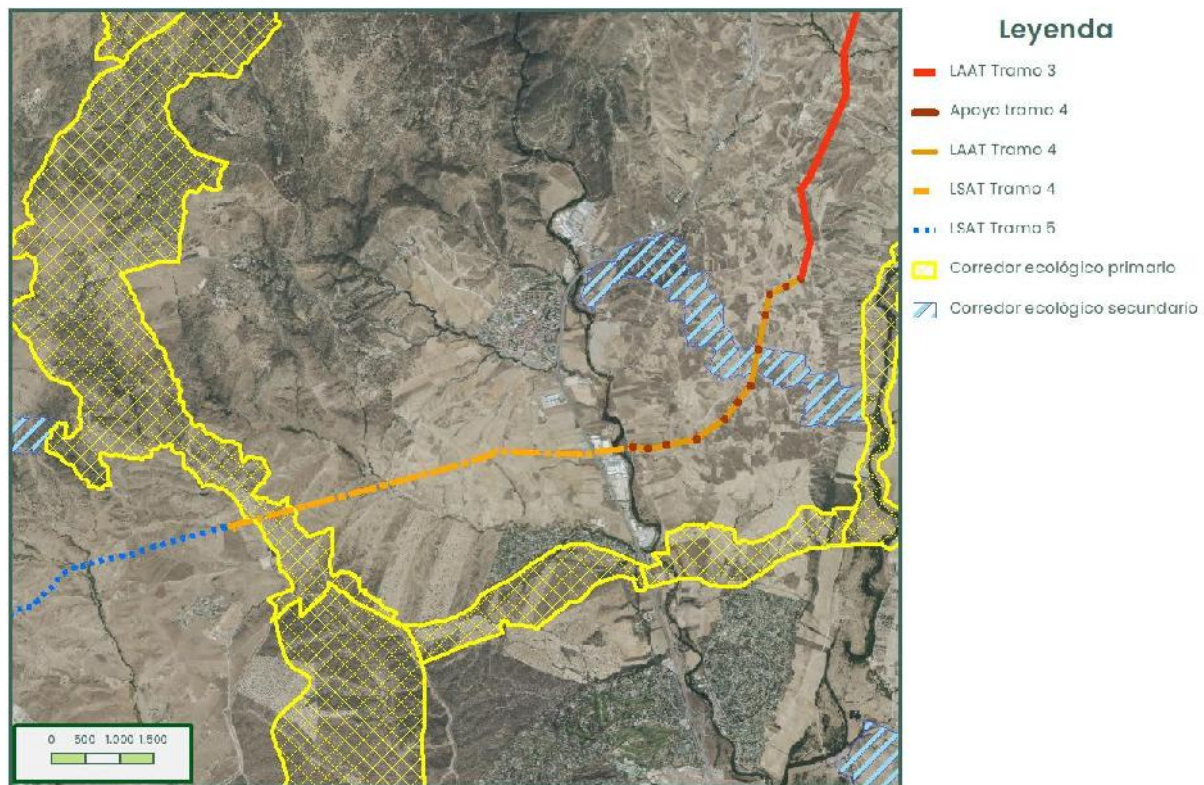 Leyenda
LAAT Tramo 3
Apoyo tramo 4
LAAT Tramo 4
LSAT Tramo 4
LSAT Tramo 5
Corredor ecológico primario
Corredor ecológico secundario
0 500 1.000 1.500